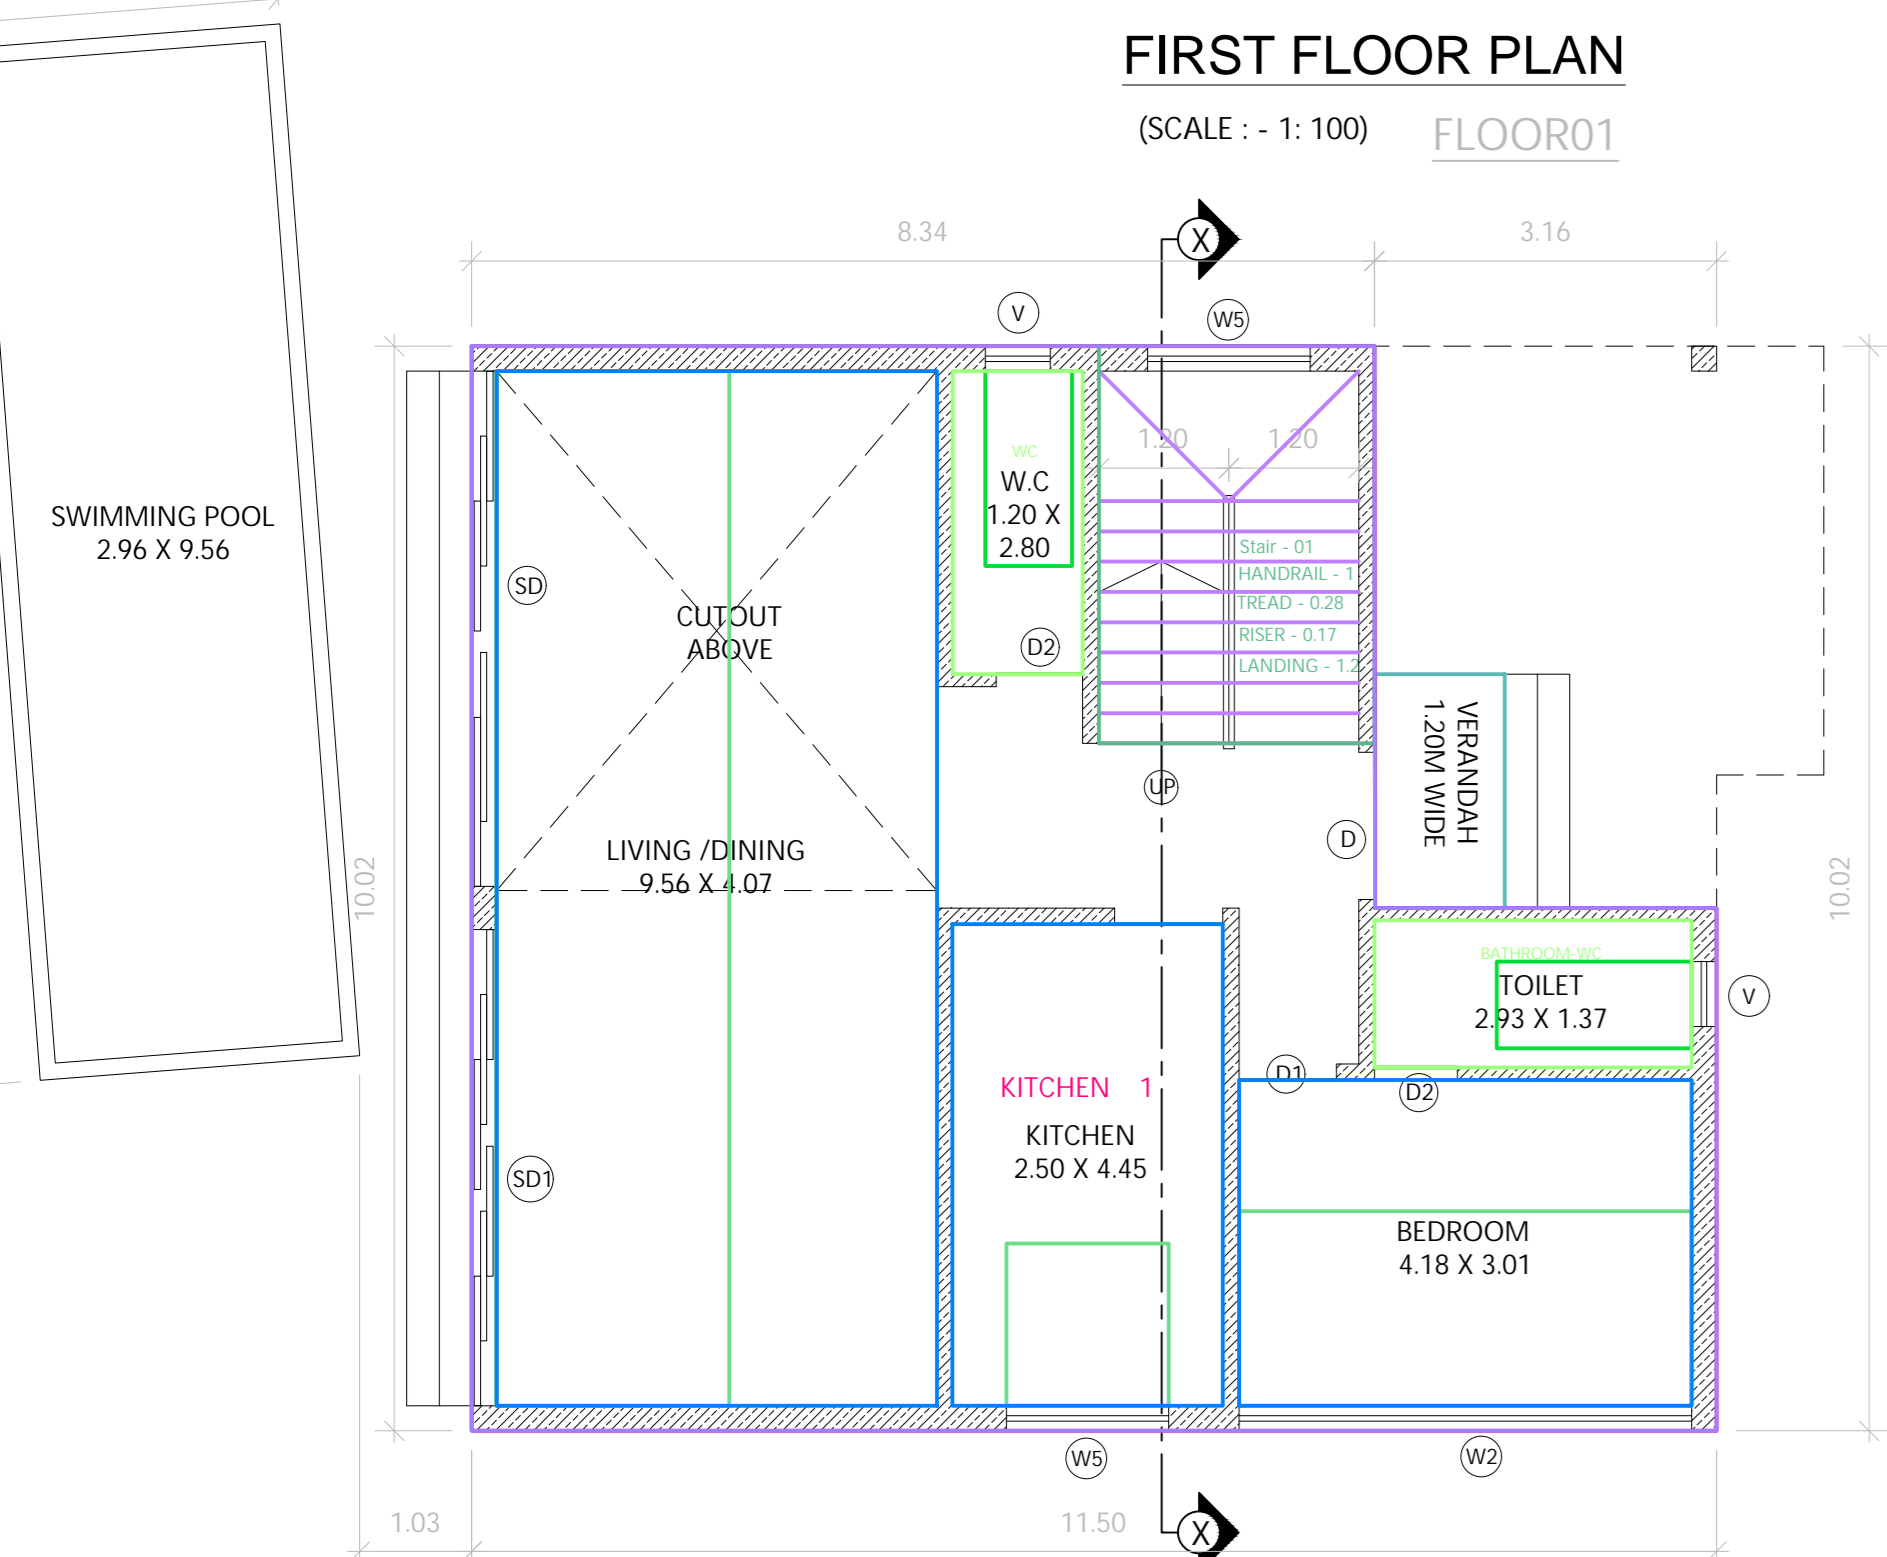 FIRST FLOOR PLAN
(SCALE : - 1: 100)
FLOOR01
8.34
X
3.16
V
W5
1.20
1.20
WC
W.C
1.20 X
2.80
SWIMMING POOL
2.96 X 9.56
Stair - 01
HANDRAIL - 1
TREAD - 0.28
RISER - 0.17
LANDING - 1.2
SD
CUTOUT
ABOVE
D2
VERANDAH
1.20M WIDE
UP
D
LIVING /DINING
9.56 X 4.07
10.02
10.02
BATHROOM-WC
TOILET
2.93 X 1.37
V
D1
D2
KITCHEN 1
KITCHEN
2.50 X 4.45
SD1
BEDROOM
4.18 X 3.01
W5
W2
1.03
11.50
X